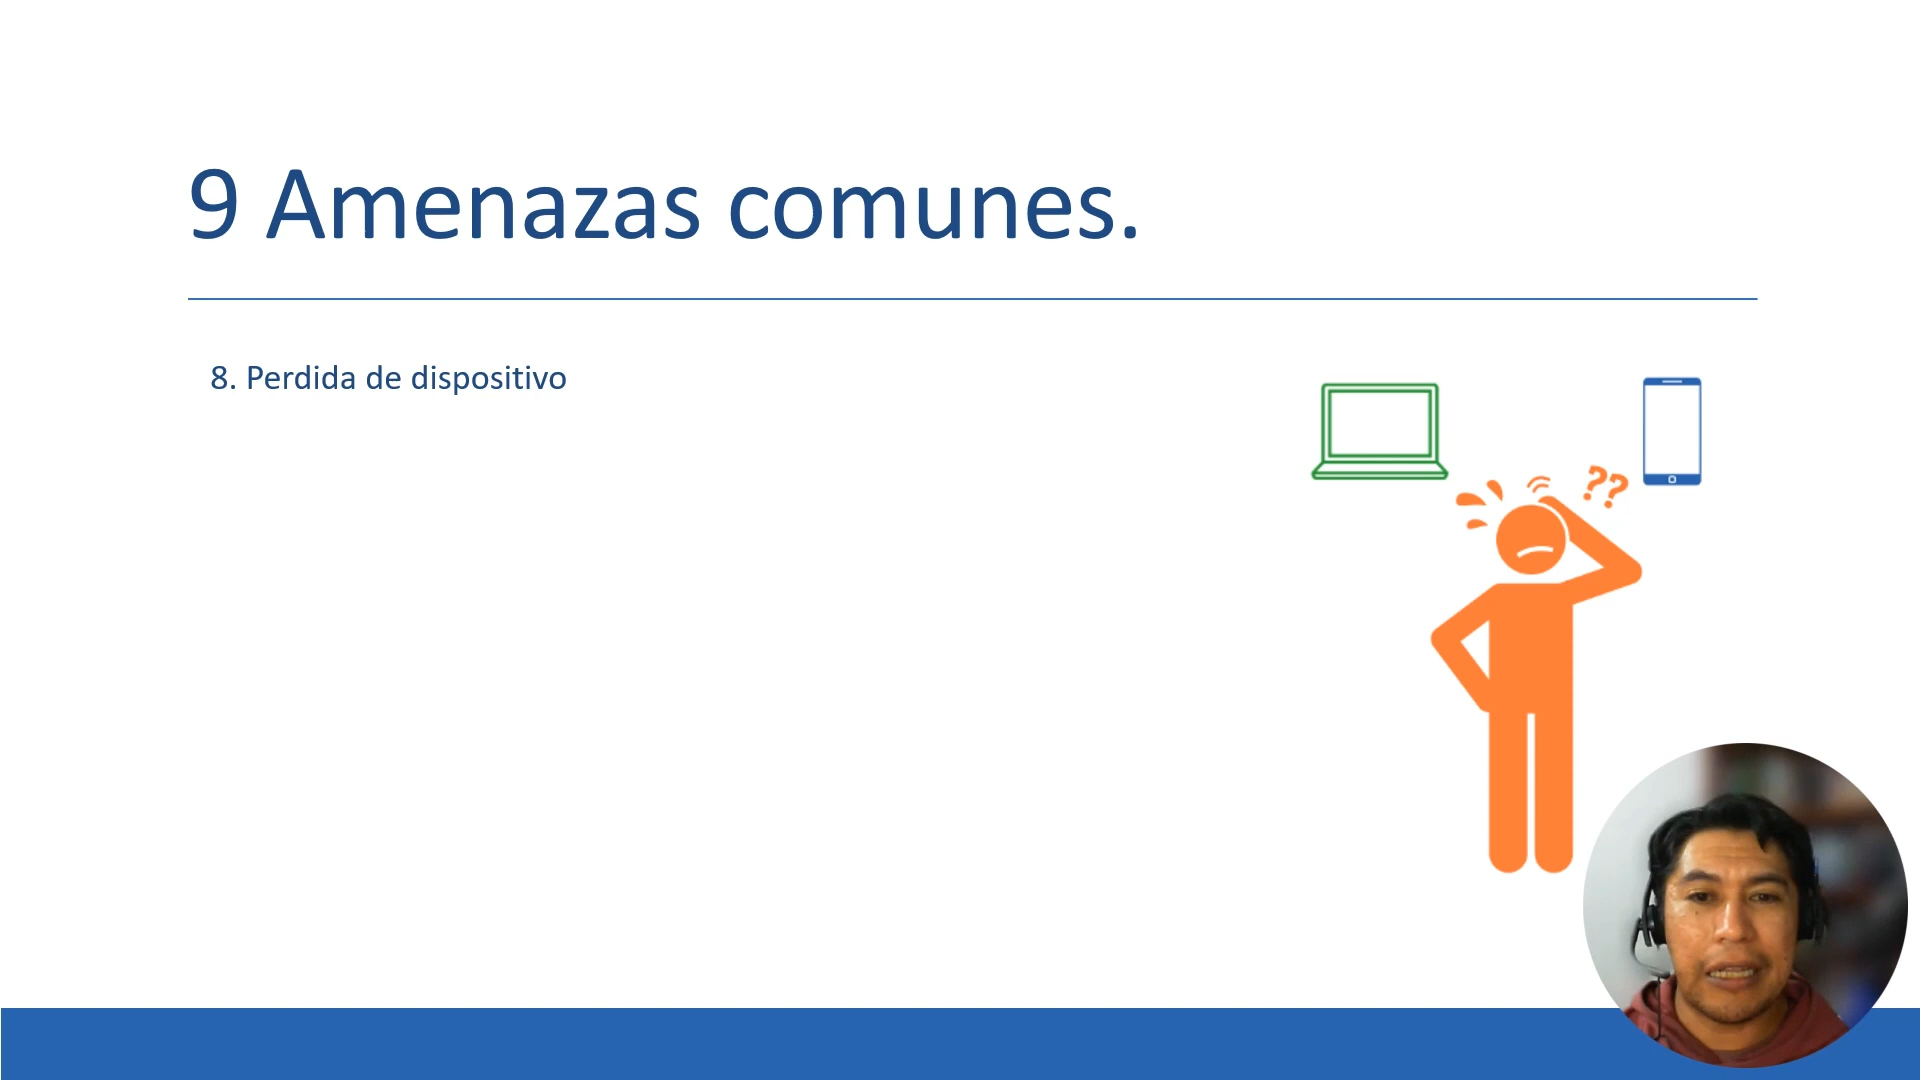 9 Amenazas comunes.
8. Perdida de dispositivo
??